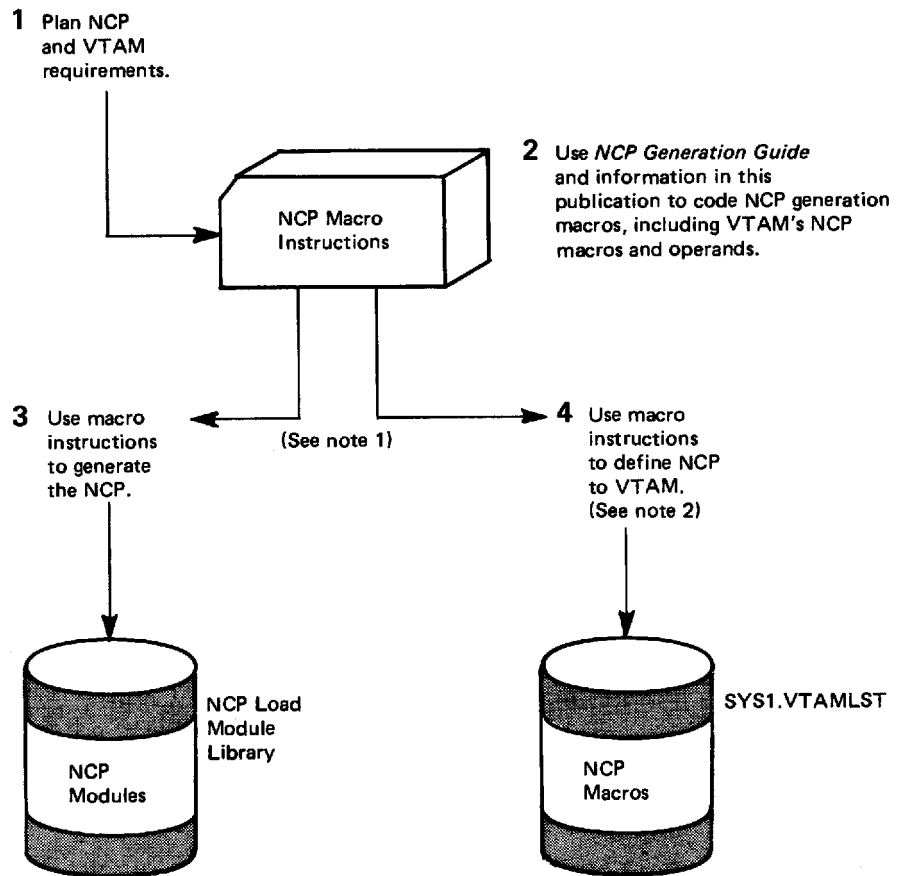 1 Plan NCP
and VTAM
requirements.
NCP Macro
Instructions
2 Use NCP Generation Guide
and information in this
publication to code NCP generation
macros, including VTAM's NCP
macros and operands.
3 Use macro
instructions
to generate
the NCP.
(See note 1)
4 Use macro
instructions
to define NCP
to VTAM.
(See note 2)
NCP Load
Module
Library
NCP
Modules
SYS1.VTAMLST
NCP
Macros